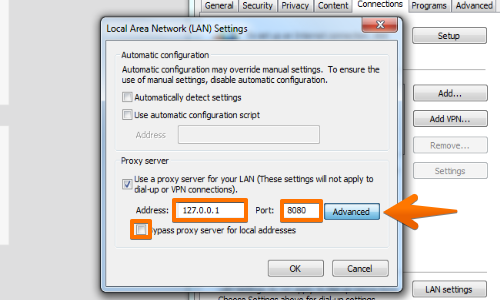 General Security Privacy Content Connections Programs Advanced
Setup
Local Area Network (LAN) Settings
Automatic configuration
Automatic configuration may override manual settings. To ensure the
use of manual settings, disable automatic configuration.
Automatically detect settings
Use automatic configuration script
Address
Proxy server
Use a proxy server for your LAN (These settings will not apply to
dial-up or VPN connections).
Address: 127.0.0.1 Port: 8080 Advanced
Bypass proxy server for local addresses
OK Cancel
Add...
Add VPN...
Remove...
Settings
LAN settings
Choose Settings above for dial-up settings.